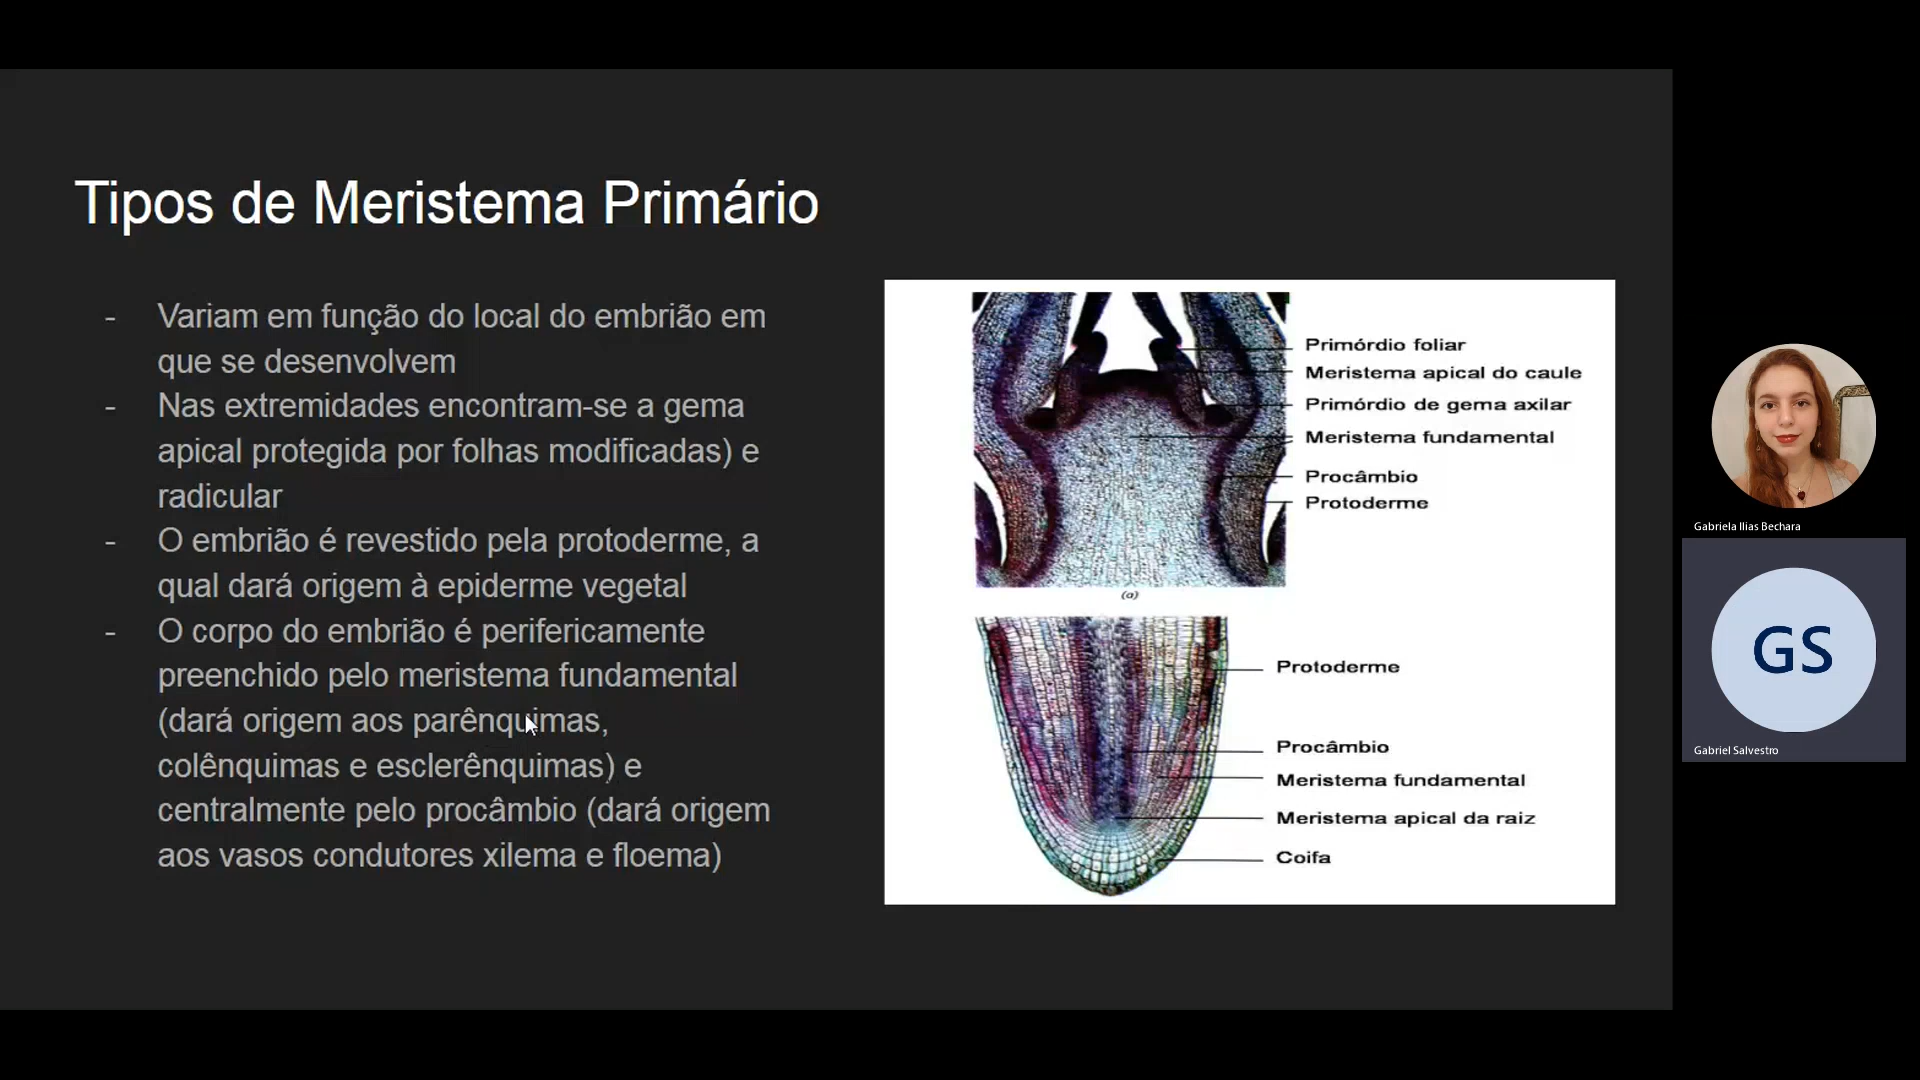 Tipos de Meristema Primário
- Variam em função do local do embrião em
que se desenvolvem
- Nas extremidades encontram-se a gema
apical protegida por folhas modificadas) e
radicular
- O embrião é revestido pela protoderme, a
qual dará origem à epiderme vegetal
- O corpo do embrião é perifericamente
preenchido pelo meristema fundamental
(dará origem aos parênquimas,
colênquimas e esclerênquimas) e
centralmente pelo procâmbio (dará origem
aos vasos condutores xilema e floema)
Primórdio foliar
Meristema apical do caule
Primórdio de gema axilar
Meristema fundamental
Procâmbio
Protoderme
(a)
Protoderme
Procâmbio
Meristema fundamental
Meristema apical da raiz
Coifa
Gabriela Ilias Bechara
GS
Gabriel Salvestro